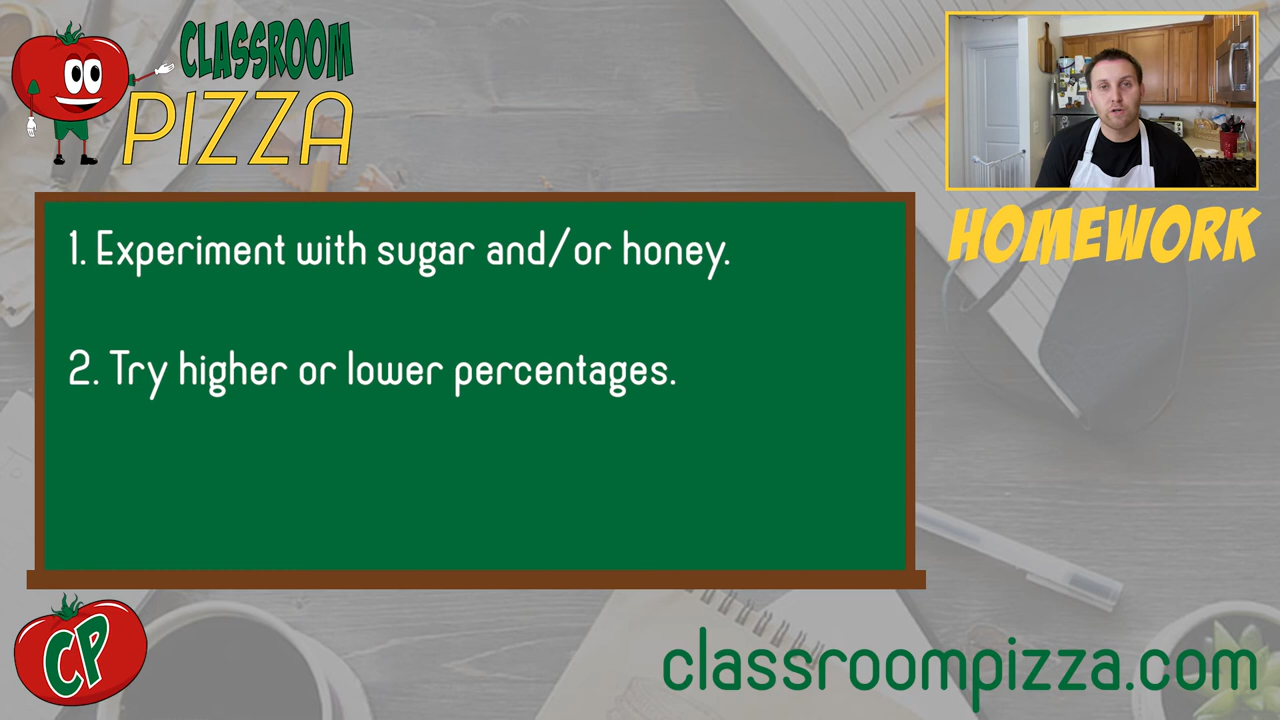 CLASSROOM
PIZZA
HOMEWORK
1. Experiment with sugar and/or honey.
2. Try higher or lower percentages.
CP
classroompizza.com